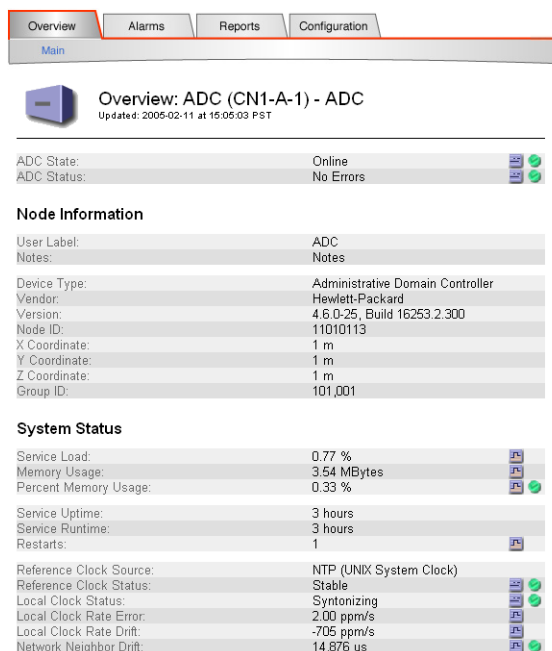 Overview Alarms Reports Configuration
Main
Overview: ADC (CN1-A-1) - ADC
Updated: 2005-02-11 at 15:05:03 PST
ADC State: Online
ADC Status: No Errors
Node Information
User Label: ADC
Notes: Notes
Device Type: Administrative Domain Controller
Vendor: Hewlett-Packard
Version: 4.6.0-25, Build 16253.2.300
Node ID: 11010113
X Coordinate: 1 m
Y Coordinate: 1 m
Z Coordinate: 1 m
Group ID: 101,001
System Status
Service Load: 0.77 %
Memory Usage: 3.54 MBytes
Percent Memory Usage: 0.33 %
Service Uptime: 3 hours
Service Runtime: 3 hours
Restarts: 1
Reference Clock Source: NTP (UNIX System Clock)
Reference Clock Status: Stable
Local Clock Status: Syntonizing
Local Clock Rate Error: 2.00 ppm/s
Local Clock Rate Drift: -705 ppm/s
Network Neighbor Drift: 14.876 us